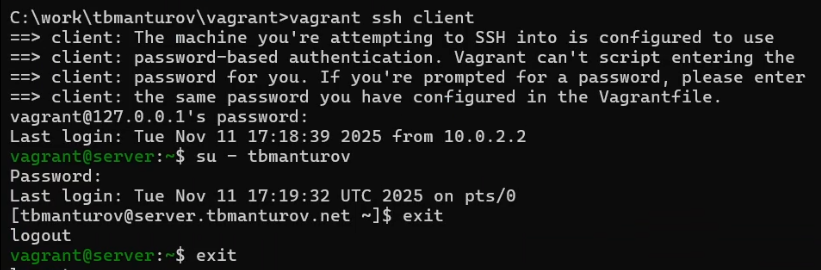 C:\work\tbmanturov\vagrant>vagrant ssh client
==> client: The machine you're attempting to SSH into is configured to use
==> client: password-based authentication. Vagrant can't script entering the
==> client: password for you. If you're prompted for a password, please enter
==> client: the same password you have configured in the Vagrantfile.
vagrant@127.0.0.1's password:
Last login: Tue Nov 11 17:18:39 2025 from 10.0.2.2
vagrant@server:~$ su - tbmanturov
Password:
Last login: Tue Nov 11 17:19:32 UTC 2025 on pts/0
[tbmanturov@server.tbmanturov.net ~]$ exit
logout
vagrant@server:~$ exit